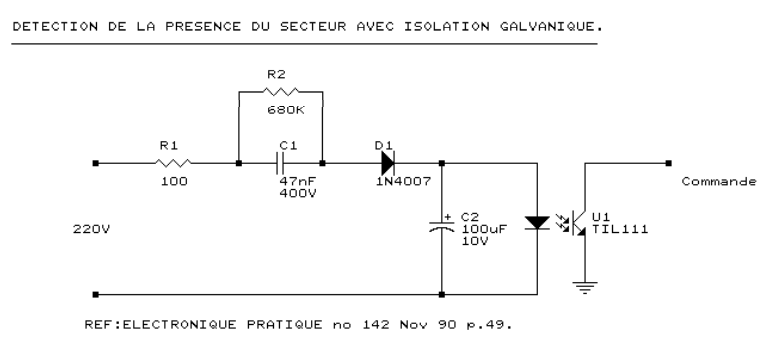 DETECTION DE LA PRESENCE DU SECTEUR AVEC ISOLATION GALVANIQUE.
R2
680K
R1
C1
D1
100
47nF
400V
1N4007
Commande
+
C2
100uF
10V
U1
TIL111
220V
REF:ELECTRONIQUE PRATIQUE no 142 Nov 90 p.49.